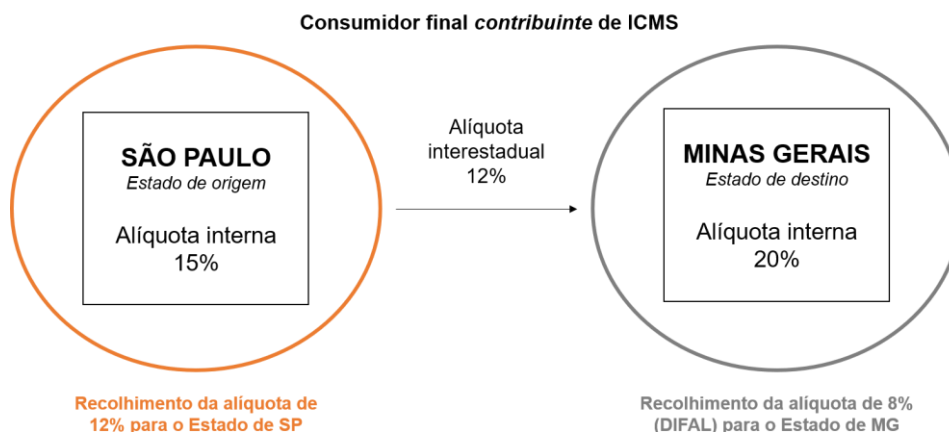 Consumidor final contribuinte de ICMS
SÃO PAULO
Estado de origem
Alíquota interna
15%
Alíquota
interestadual
12%
MINAS GERAIS
Estado de destino
Alíquota interna
20%
Recolhimento da alíquota de
12% para o Estado de SP
Recolhimento da alíquota de 8%
(DIFAL) para o Estado de MG